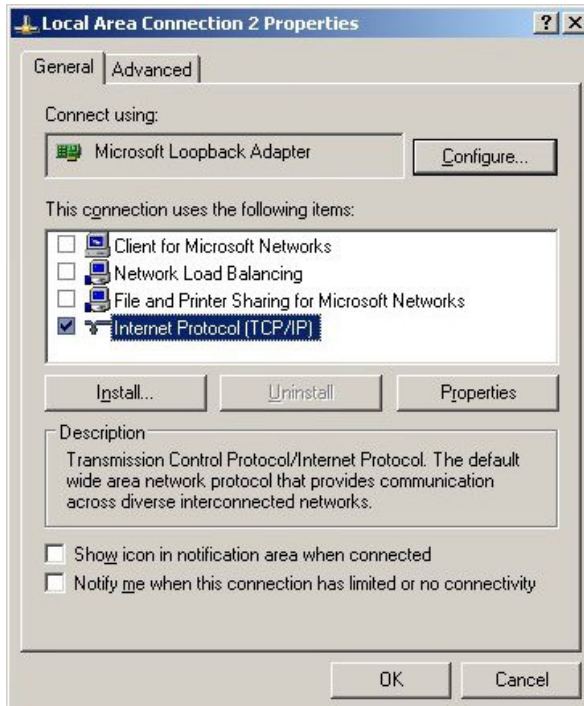 Local Area Connection 2 Properties
General
Advanced
Connect using:
Microsoft Loopback Adapter
Configure...
This connection uses the following items:
Client for Microsoft Networks
Network Load Balancing
File and Printer Sharing for Microsoft Networks
Internet Protocol (TCP/IP)
Install...
Uninstall
Properties
Description
Transmission Control Protocol/Internet Protocol. The default
wide area network protocol that provides communication
across diverse interconnected networks.
Show icon in notification area when connected
Notify me when this connection has limited or no connectivity
OK
Cancel